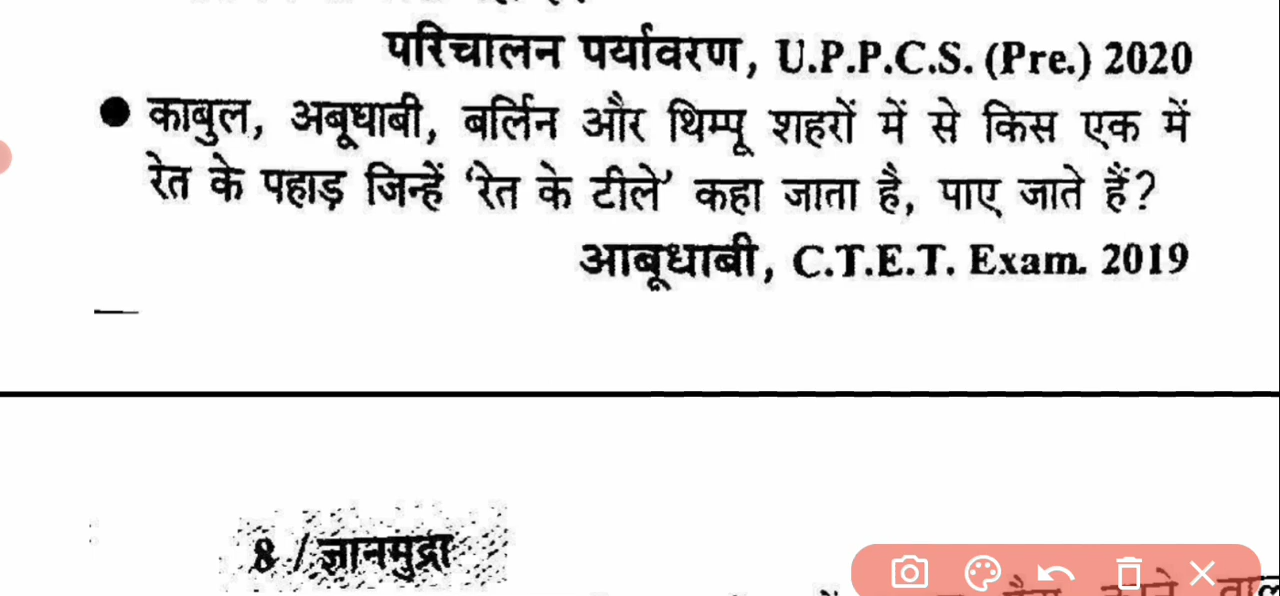 परिचालन पर्यावरण, U.P.P.C.S. (Pre.) 2020
● काबुल, अबूधाबी, बर्लिन और थिम्पू शहरों में से किस एक में
रेत के पहाड़ जिन्हें ‘रेत के टीले’ कहा जाता है, पाए जाते हैं?
आबूधाबी, C.T.E.T. Exam. 2019
8 / ज्ञानमुद्रा